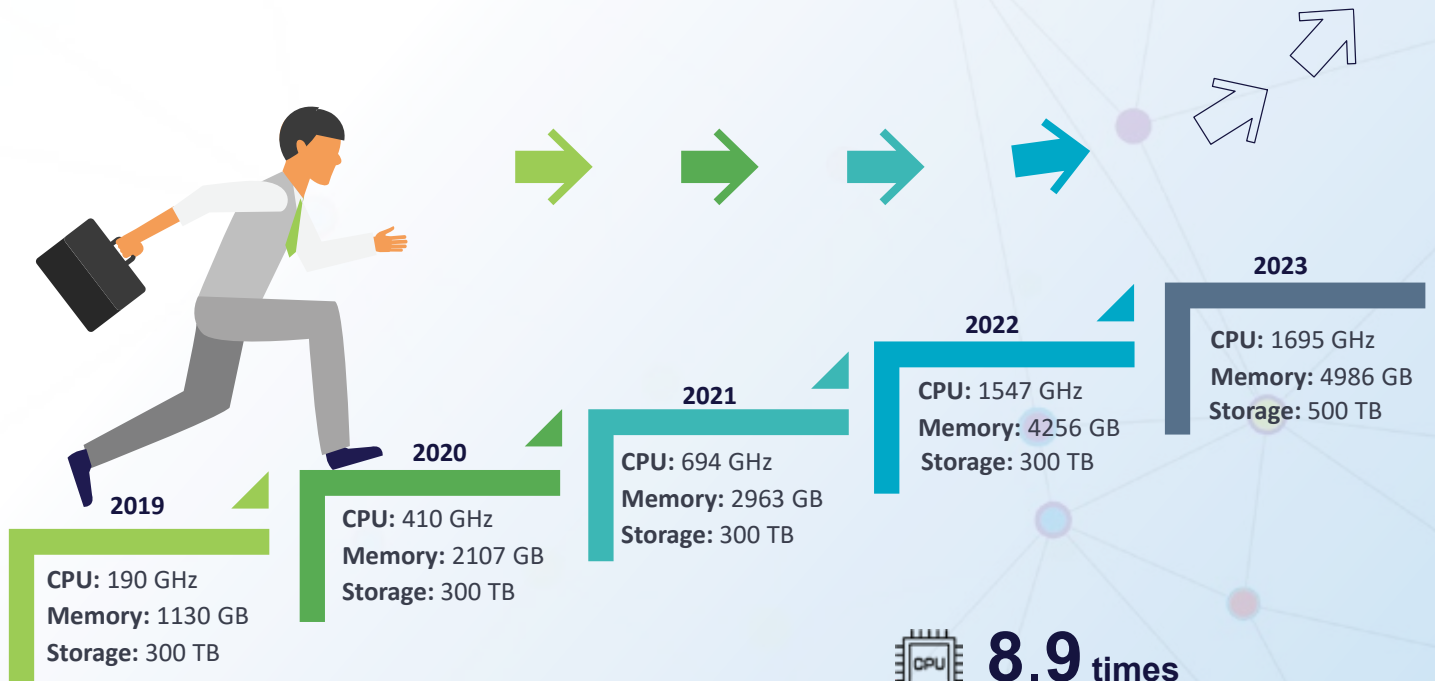 2019
CPU: 190 GHz
Memory: 1130 GB
Storage: 300 TB
2020
CPU: 410 GHz
Memory: 2107 GB
Storage: 300 TB
2021
CPU: 694 GHz
Memory: 2963 GB
Storage: 300 TB
2022
CPU: 1547 GHz
Memory: 4256 GB
Storage: 300 TB
2023
CPU: 1695 GHz
Memory: 4986 GB
Storage: 500 TB
CPU
8.9 times